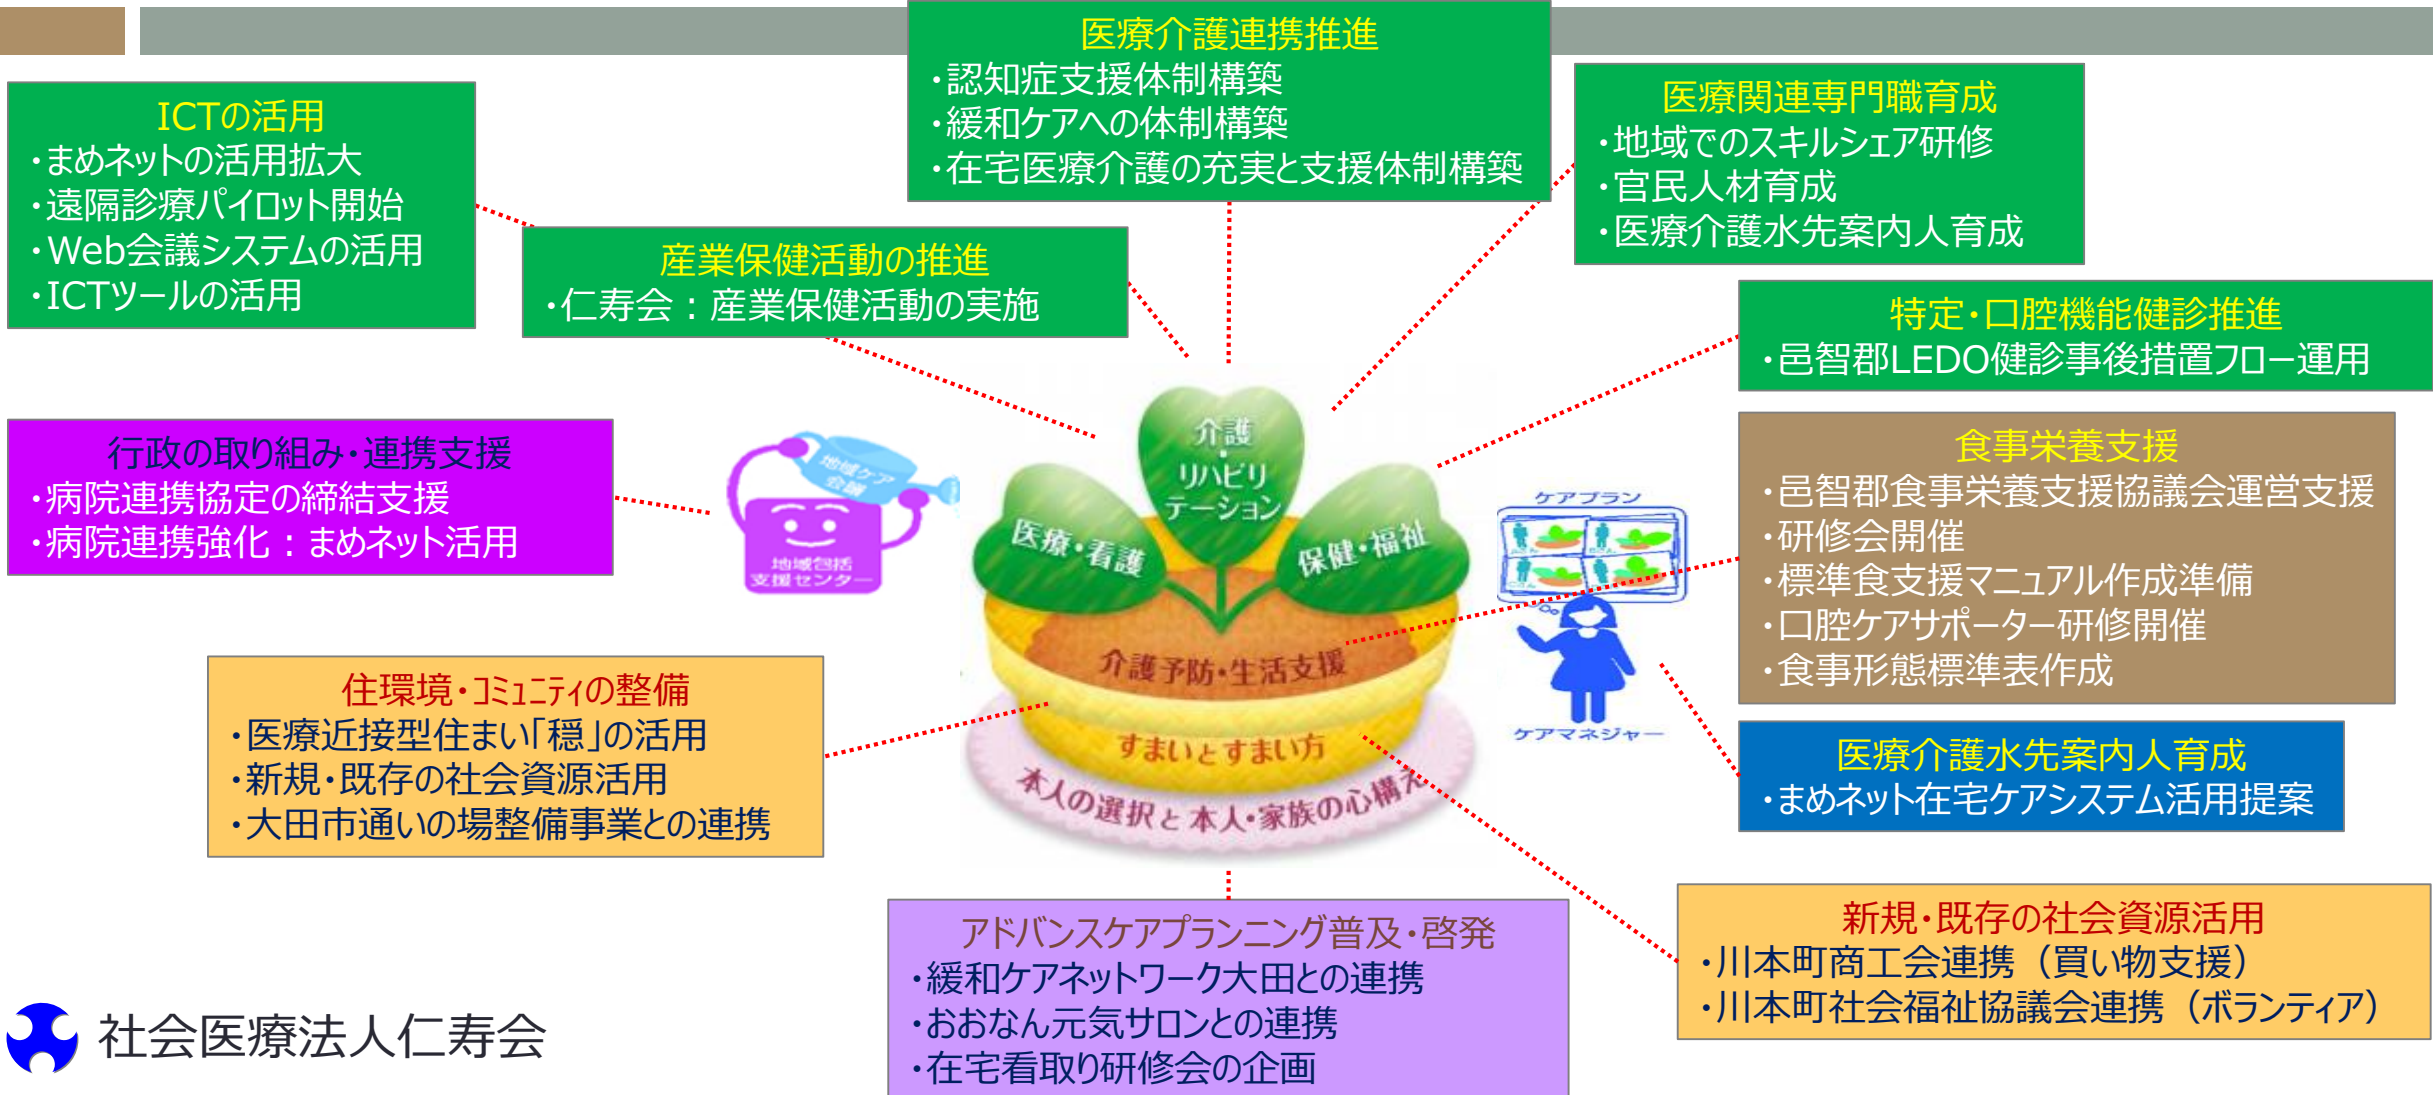 医療介護連携推進
・認知症支援体制構築
・緩和ケアへの体制構築
・在宅医療介護の充実と支援体制構築
ICTの活用
・まめネットの活用拡大
・遠隔診療パイロット開始
・Web会議システムの活用
・ICTツールの活用
医療関連専門職育成
・地域でのスキルシェア研修
・官民人材育成
・医療介護水先案内人育成
産業保健活動の推進
・仁寿会：産業保健活動の実施
特定・口腔機能健診推進
・邑智郡LEDO健診事後措置フロー運用
行政の取り組み・連携支援
・病院連携協定の締結支援
・病院連携強化：まめネット活用
地域ケア
会議
地域包括
支援センター
介護
・
リハビリ
テーション
医療・看護
保健・福祉
介護予防・生活支援
すまいとすまい方
本人の選択と本人・家族の心構え
ケアプラン
ケアマネジャー
食事栄養支援
・邑智郡食事栄養支援協議会運営支援
・研修会開催
・標準食支援マニュアル作成準備
・口腔ケアサポーター研修開催
・食事形態標準表作成
住環境・コミュニティの整備
・医療近接型住まい「穏」の活用
・新規・既存の社会資源活用
・大田市通いの場整備事業との連携
医療介護水先案内人育成
・まめネット在宅ケアシステム活用提案
アドバンスケアプランニング普及・啓発
・緩和ケアネットワーク大田との連携
・おおなん元気サロンとの連携
・在宅看取り研修会の企画
新規・既存の社会資源活用
・川本町商工会連携（買い物支援）
・川本町社会福祉協議会連携（ボランティア）
社会医療法人仁寿会